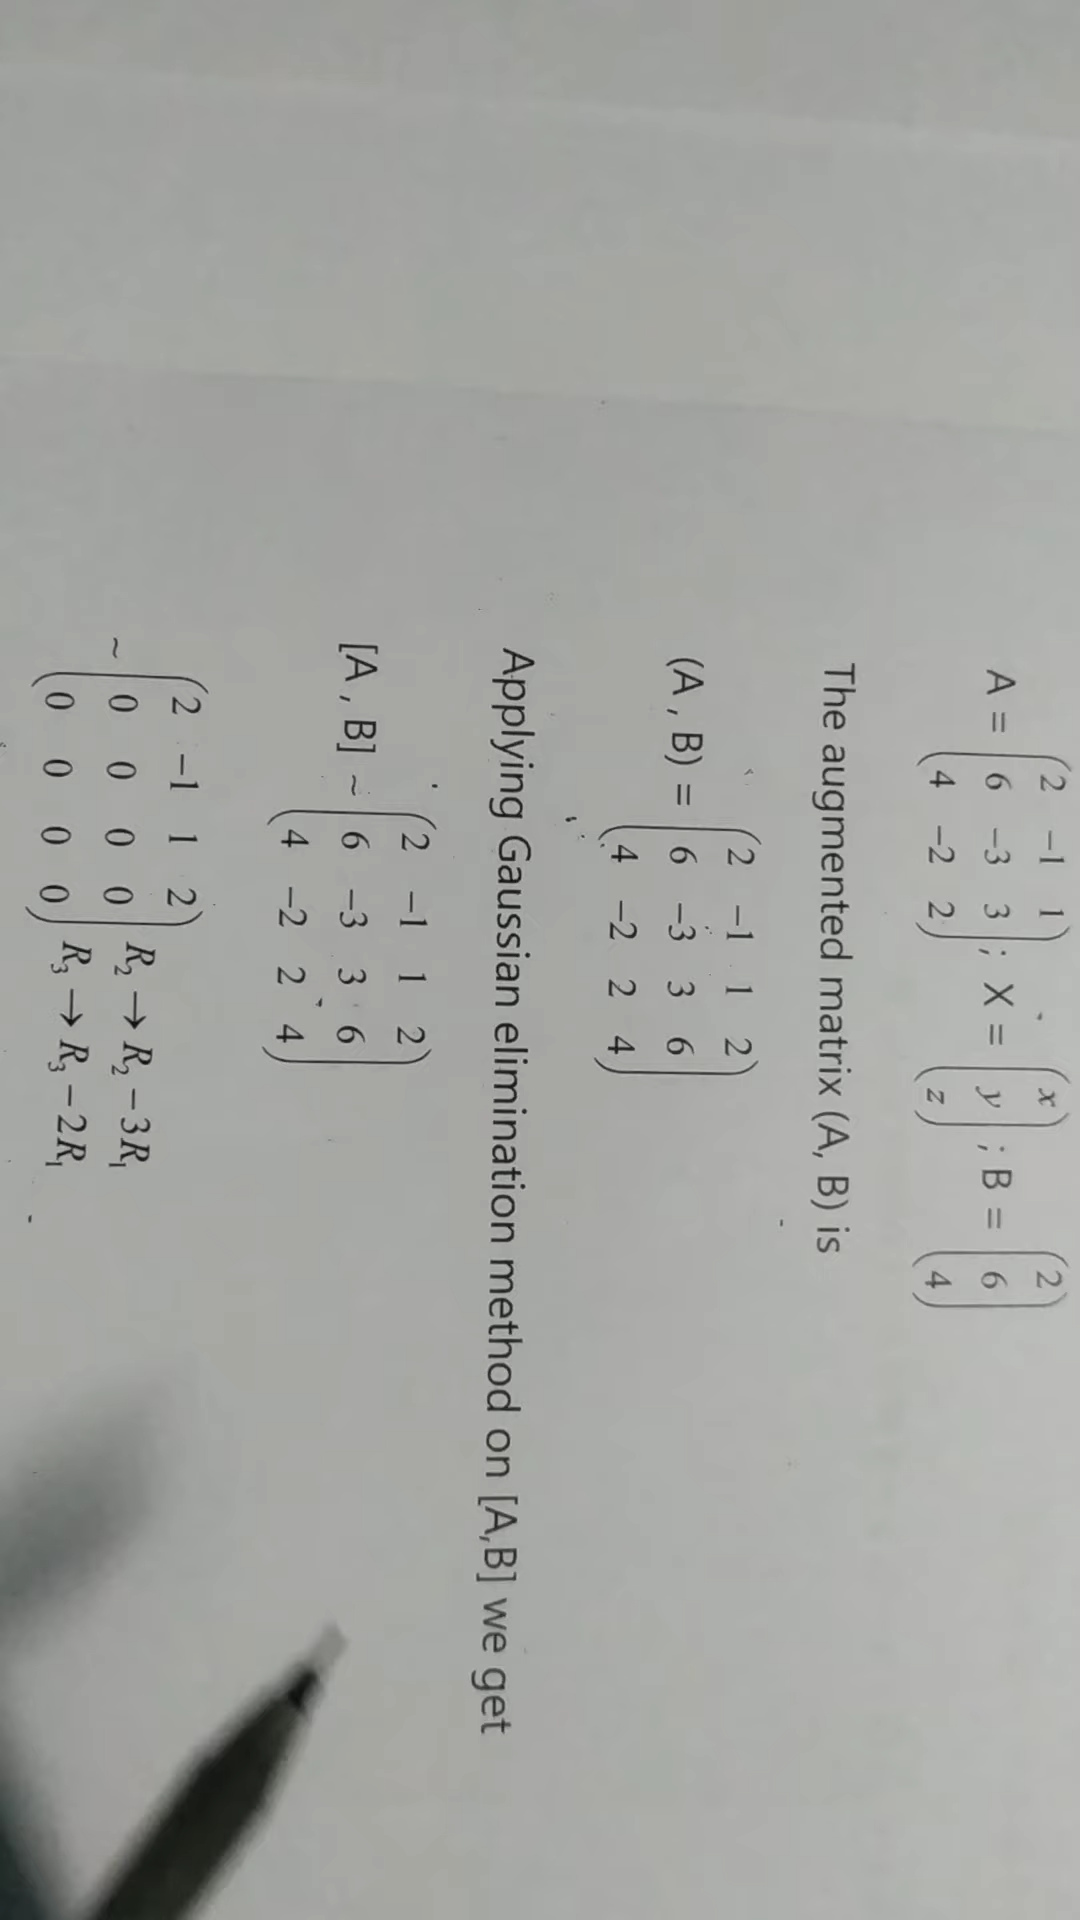 A = (2 -1 1; 6 -3 3; 4 -2 2); X = (x; y; z); B = (2; 6; 4)
The augmented matrix (A, B) is
(A , B) = (2 -1 1 2; 6 -3 3 6; 4 -2 2 4)
Applying Gaussian elimination method on [A,B] we get
[A , B] ~ (2 -1 1 2; 6 -3 3 6; 4 -2 2 4)
~ (2 -1 1 2; 0 0 0 0; 0 0 0 0) R₂ → R₂ − 3R₁
R₃ → R₃ − 2R₁